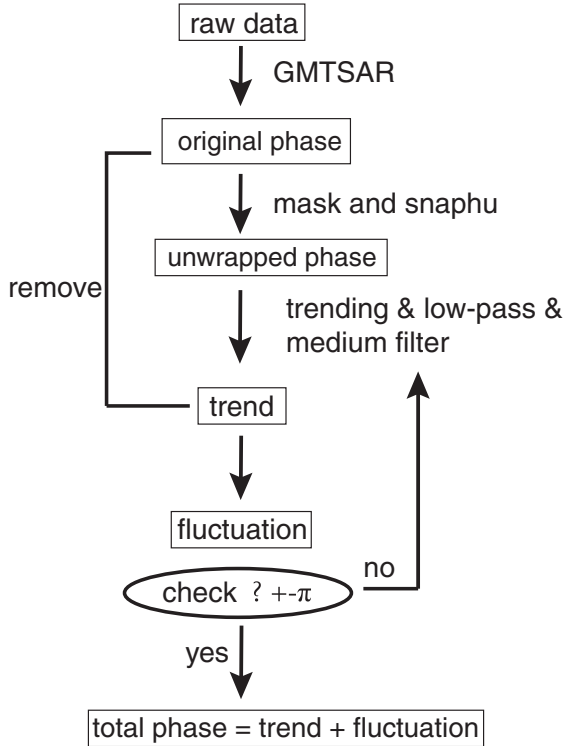 raw data
GMTSAR
original phase
mask and snaphu
unwrapped phase
remove
trending & low-pass &
medium filter
trend
fluctuation
no
check ? +-π
yes
total phase = trend + fluctuation